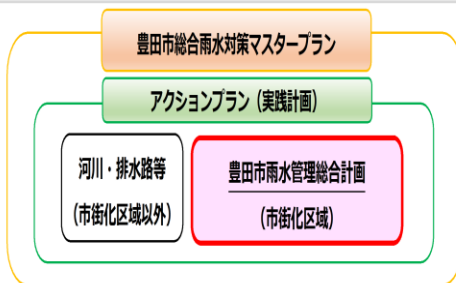 豊田市総合雨水対策マスタープラン
アクションプラン（実践計画）
河川・排水路等
（市街化区域以外）
豊田市雨水管理総合計画
（市街化区域）